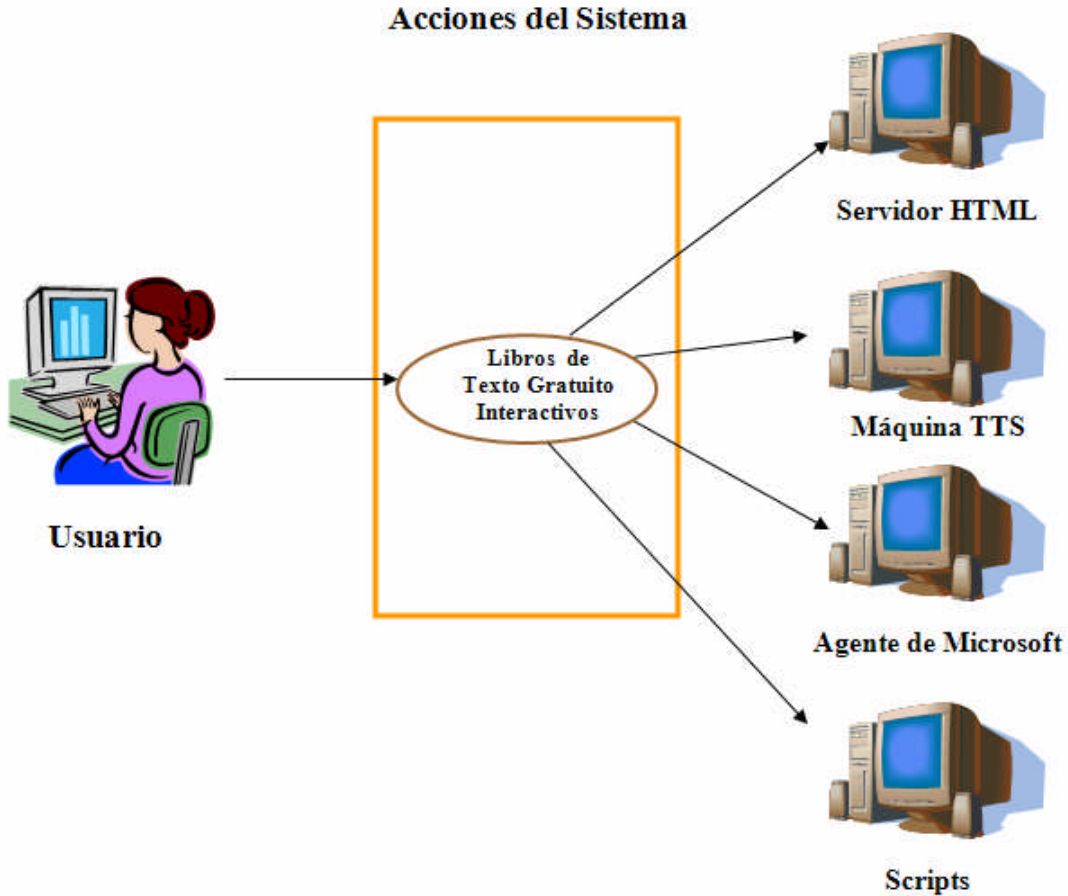 Acciones del Sistema
Servidor HTML
Libros de
Texto Gratuito
Interactivos
Máquina TTS
Usuario
Agente de Microsoft
Scripts